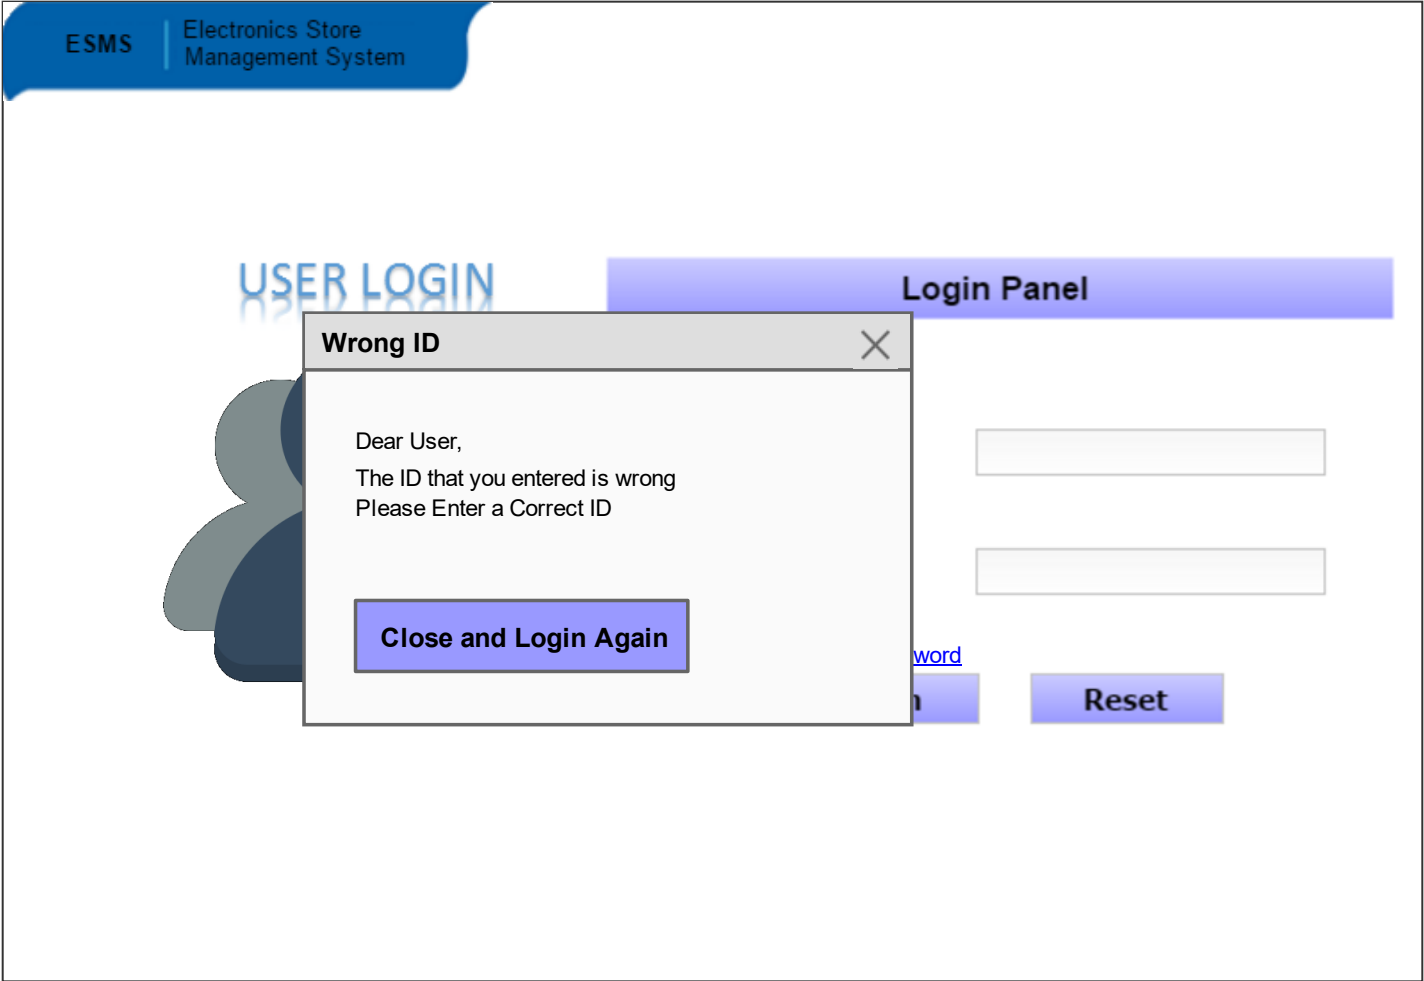 ESMS
Electronics Store
Management System
USER LOGIN
Login Panel
Wrong ID
Dear User,
The ID that you entered is wrong
Please Enter a Correct ID
Close and Login Again
word
Reset